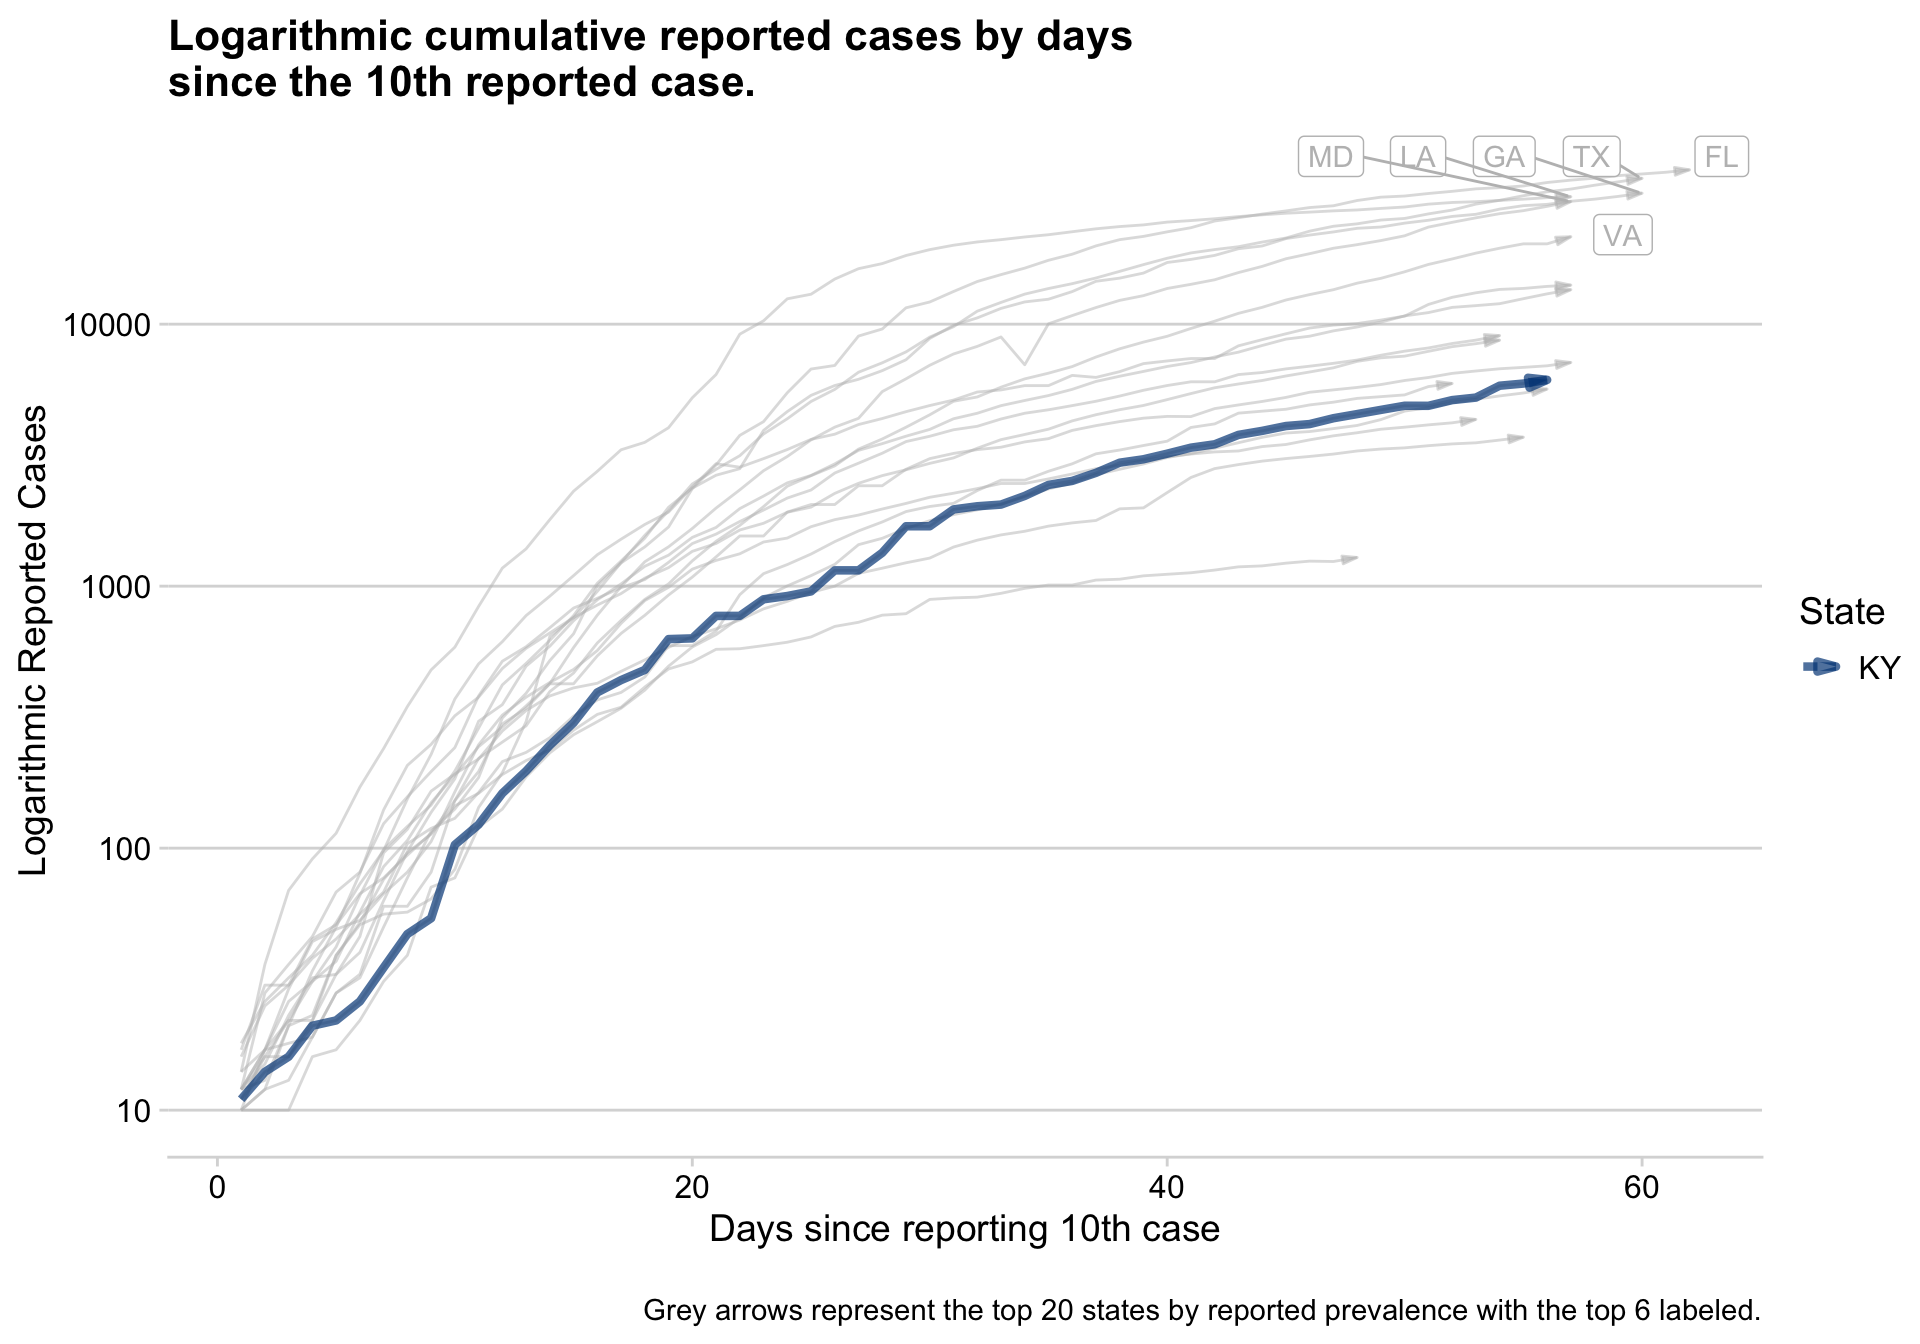 Logarithmic cumulative reported cases by days
since the 10th reported case.
MD
LA
GA
TX
FL
VA
10000
1000
100
10
Logarithmic Reported Cases
State
KY
0
20
40
60
Days since reporting 10th case
Grey arrows represent the top 20 states by reported prevalence with the top 6 labeled.